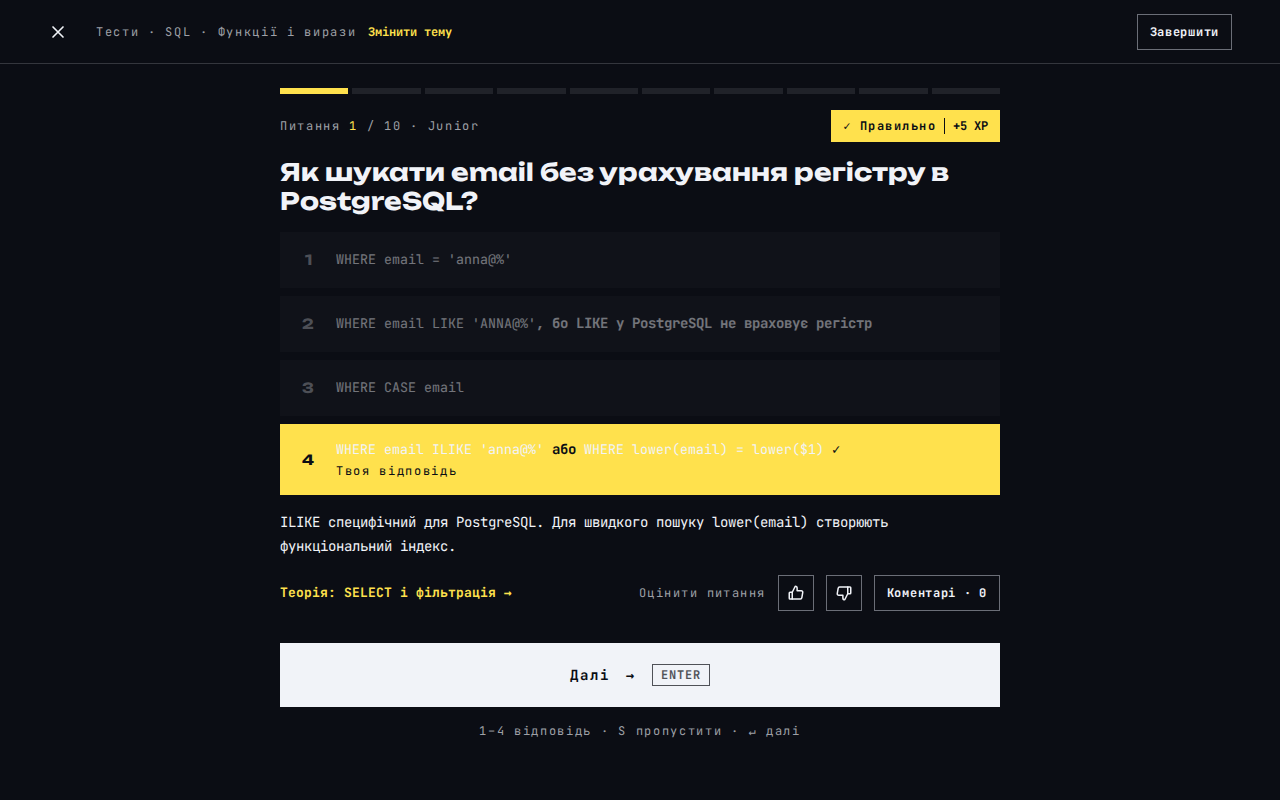 Тести · SQL · Функції і вирази Змінити тему
Завершити
Питання 1 / 10 · Junior
✓ Правильно | +5 XP
Як шукати email без урахування регістру в
PostgreSQL?
1 WHERE email = 'anna@%'
2 WHERE email LIKE 'ANNA@%', бо LIKE у PostgreSQL не враховує регістр
3 WHERE CASE email
4 WHERE email ILIKE 'anna@%' або WHERE lower(email) = lower($1) ✓
Твоя відповідь
ILIKE специфічний для PostgreSQL. Для швидкого пошуку lower(email) створюють
функціональний індекс.
Теорія: SELECT і фільтрація →
Оцінити питання
Коментарі · 0
Далі → ENTER
1–4 відповідь · S пропустити · ↵ далі